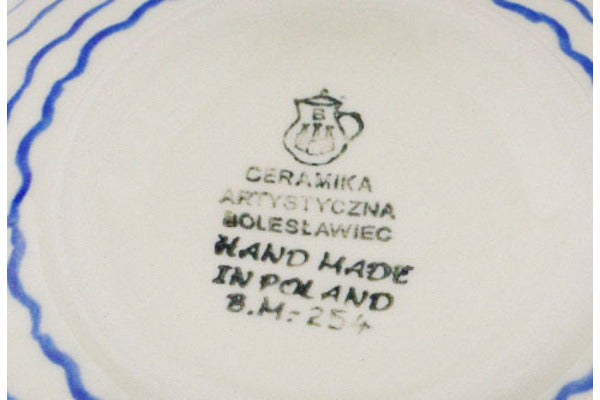 B
CERAMIKA
ARTYSTYCZNA
BOLESŁAWIEC
HAND MADE
IN POLAND
B.M.-254